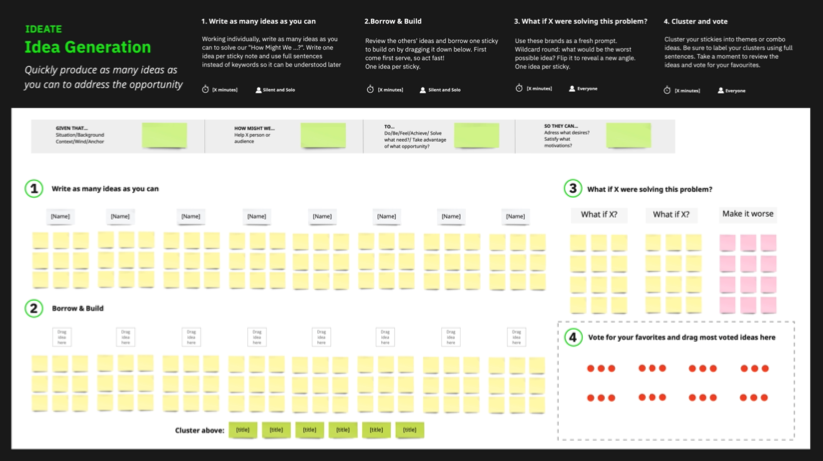 IDEATE
Idea Generation
Quickly produce as many ideas as
you can to address the opportunity
1. Write as many ideas as you can
Working individually, write as many ideas as you
can to solve our "How Might We ...?". Write one
idea per sticky note and use full sentences
instead of keywords so it can be understood later
[X minutes]
Silent and Solo
2.Borrow & Build
Review the others' ideas and borrow one sticky
to build on by dragging it down below. First
come first serve, so act fast!
One idea per sticky.
[X minutes]
Silent and Solo
3. What if X were solving this problem?
Use these brands as a fresh prompt.
Wildcard round: what would be the worst
possible idea? Flip it to reveal a new angle.
One idea per sticky.
[X minutes]
Everyone
4. Cluster and vote
Cluster your stickies into themes or combo
ideas. Be sure to label your clusters using full
sentences. Take a moment to review the
ideas and vote for your favourites.
[X minutes]
Everyone
GIVEN THAT...
Situation/Background
Context/Wind/Anchor
HOW MIGHT WE...
Help X person or
audience
TO...
Do/Be/Feel/Achieve/ Solve
what need?/ Take advantage
of what opportunity?
SO THEY CAN...
Adress what desires?
Satisfy what
motivations?
1
Write as many ideas as you can
[Name]
[Name]
[Name]
[Name]
[Name]
[Name]
[Name]
[Name]
2
Borrow & Build
Drag
idea
here
Drag
idea
here
Drag
idea
here
Drag
idea
here
Drag
idea
here
Drag
idea
here
Drag
idea
here
Drag
idea
here
Cluster above:
[title]
[title]
[title]
[title]
[title]
[title]
3
What if X were solving this problem?
What if X?
What if X?
Make it worse
4
Vote for your favorites and drag most voted ideas here